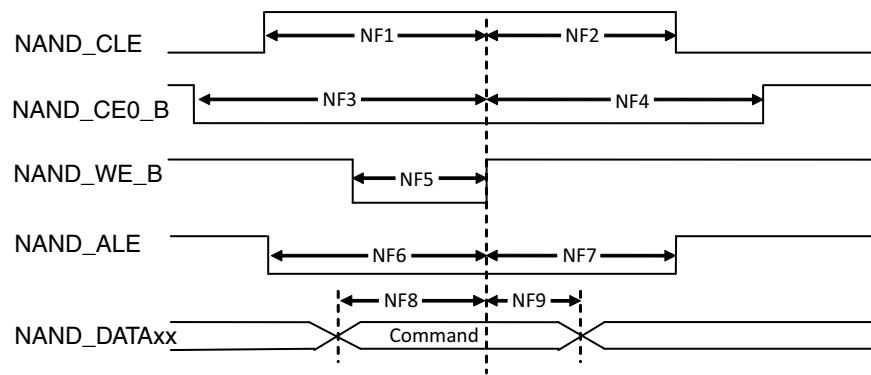 NAND_CLE NF1 NF2
NAND_CE0_B NF3 NF4
NAND_WE_B NF5
NAND_ALE NF6 NF7
NF8 NF9
NAND_DATAxx Command